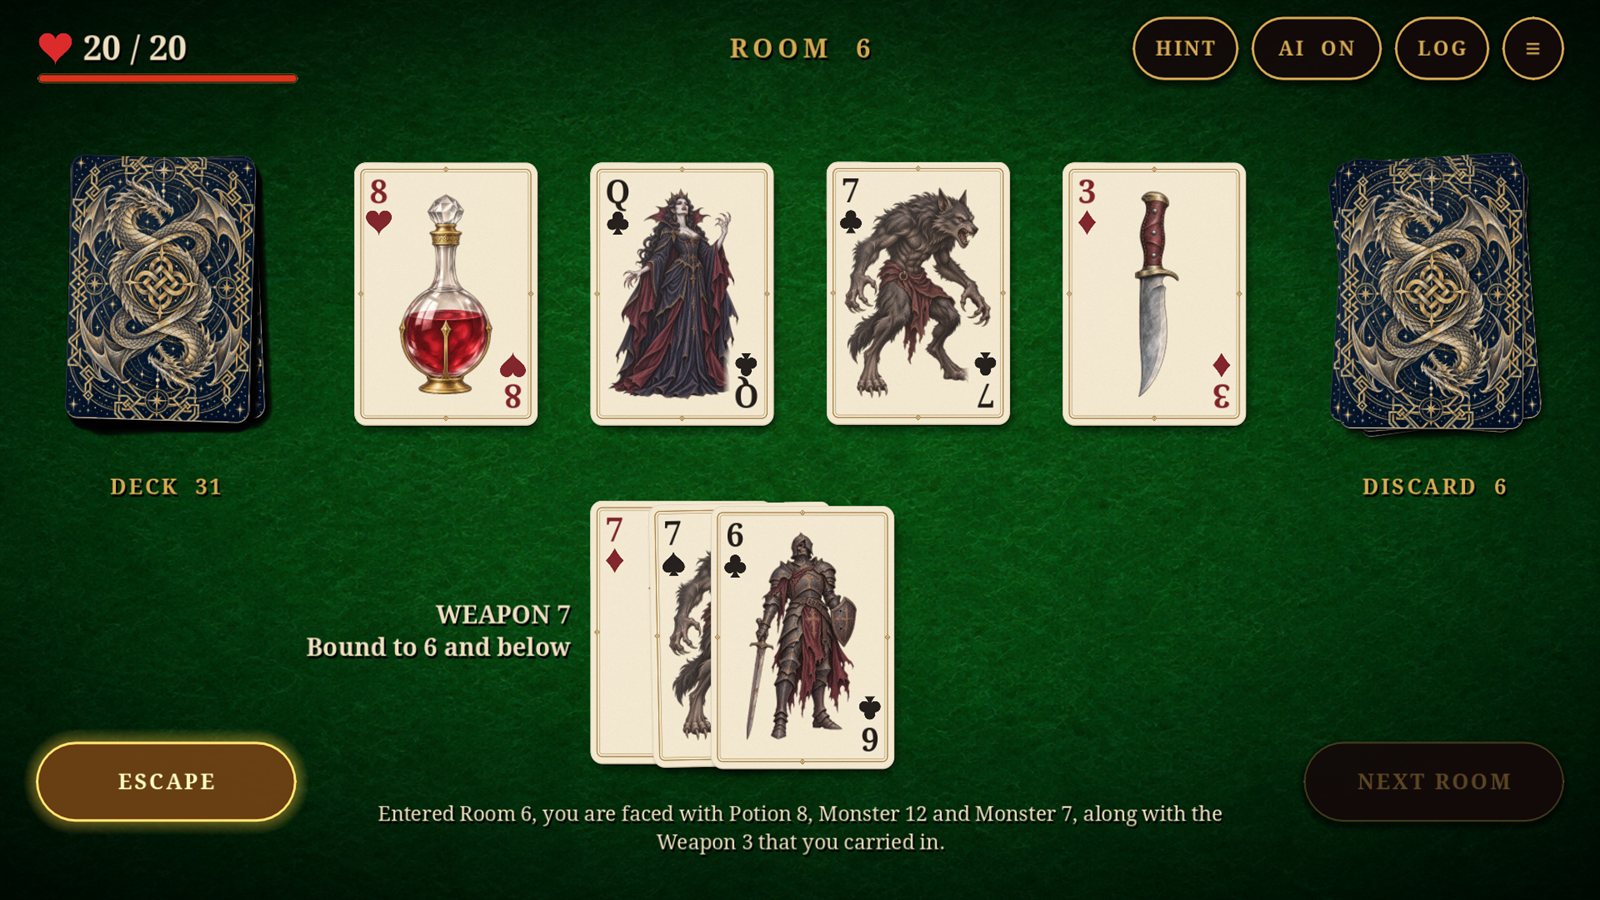 20 / 20
ROOM 6
HINT
AI ON
LOG
≡
8
8
Q
Q
7
7
3
3
DECK 31
DISCARD 6
7
7
6
6
WEAPON 7
Bound to 6 and below
ESCAPE
NEXT ROOM
Entered Room 6, you are faced with Potion 8, Monster 12 and Monster 7, along with the
Weapon 3 that you carried in.